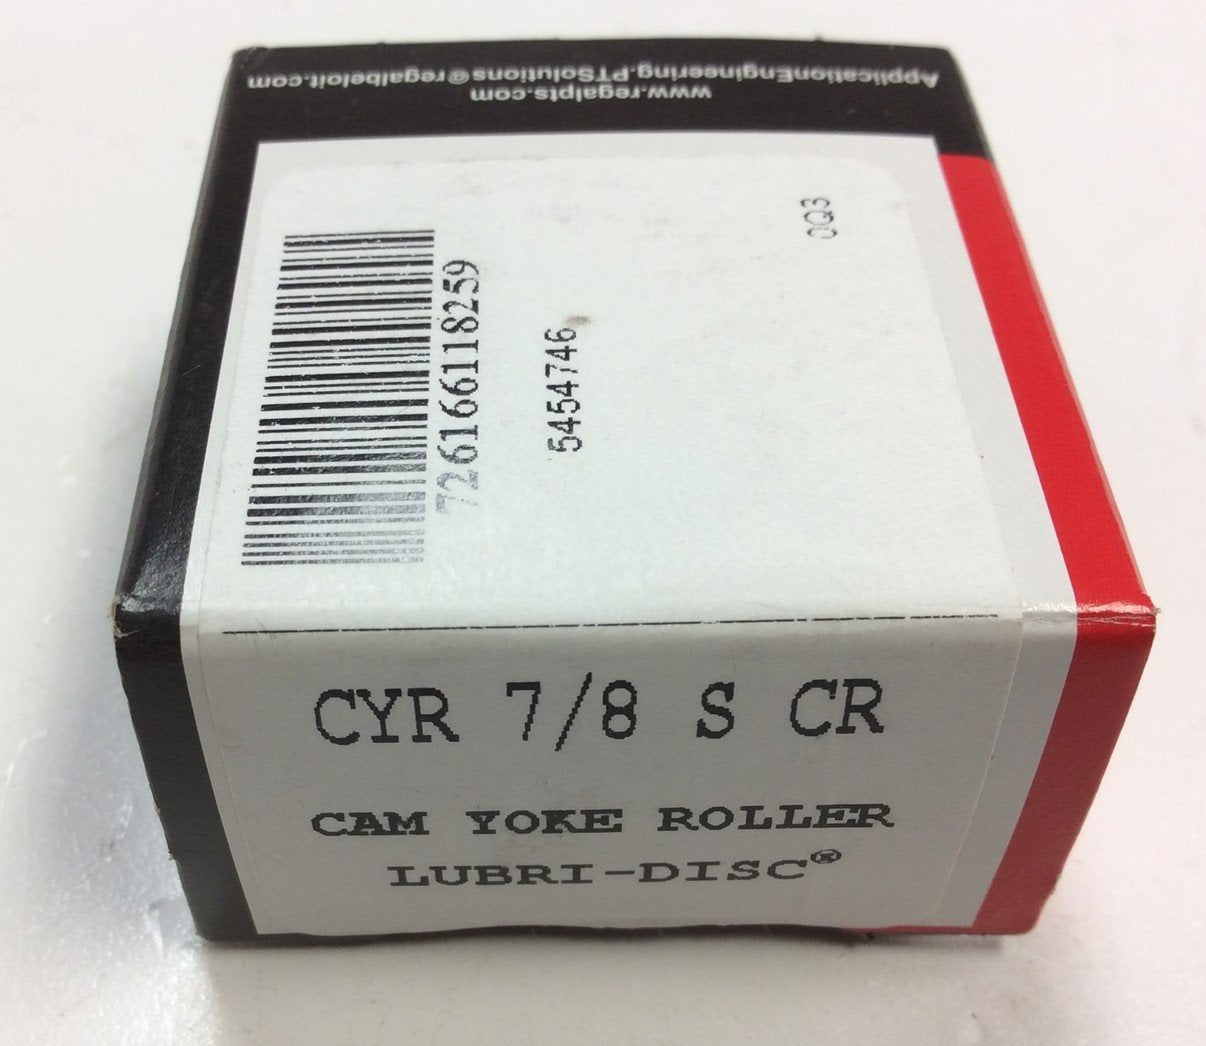 ApplicationEngineering.PTSolutions@regalbeloit.com
www.regalpts.com
0Q3
726166118259
5454746
CYR 7/8 S CR
CAM YOKE ROLLER
LUBRI-DISC®